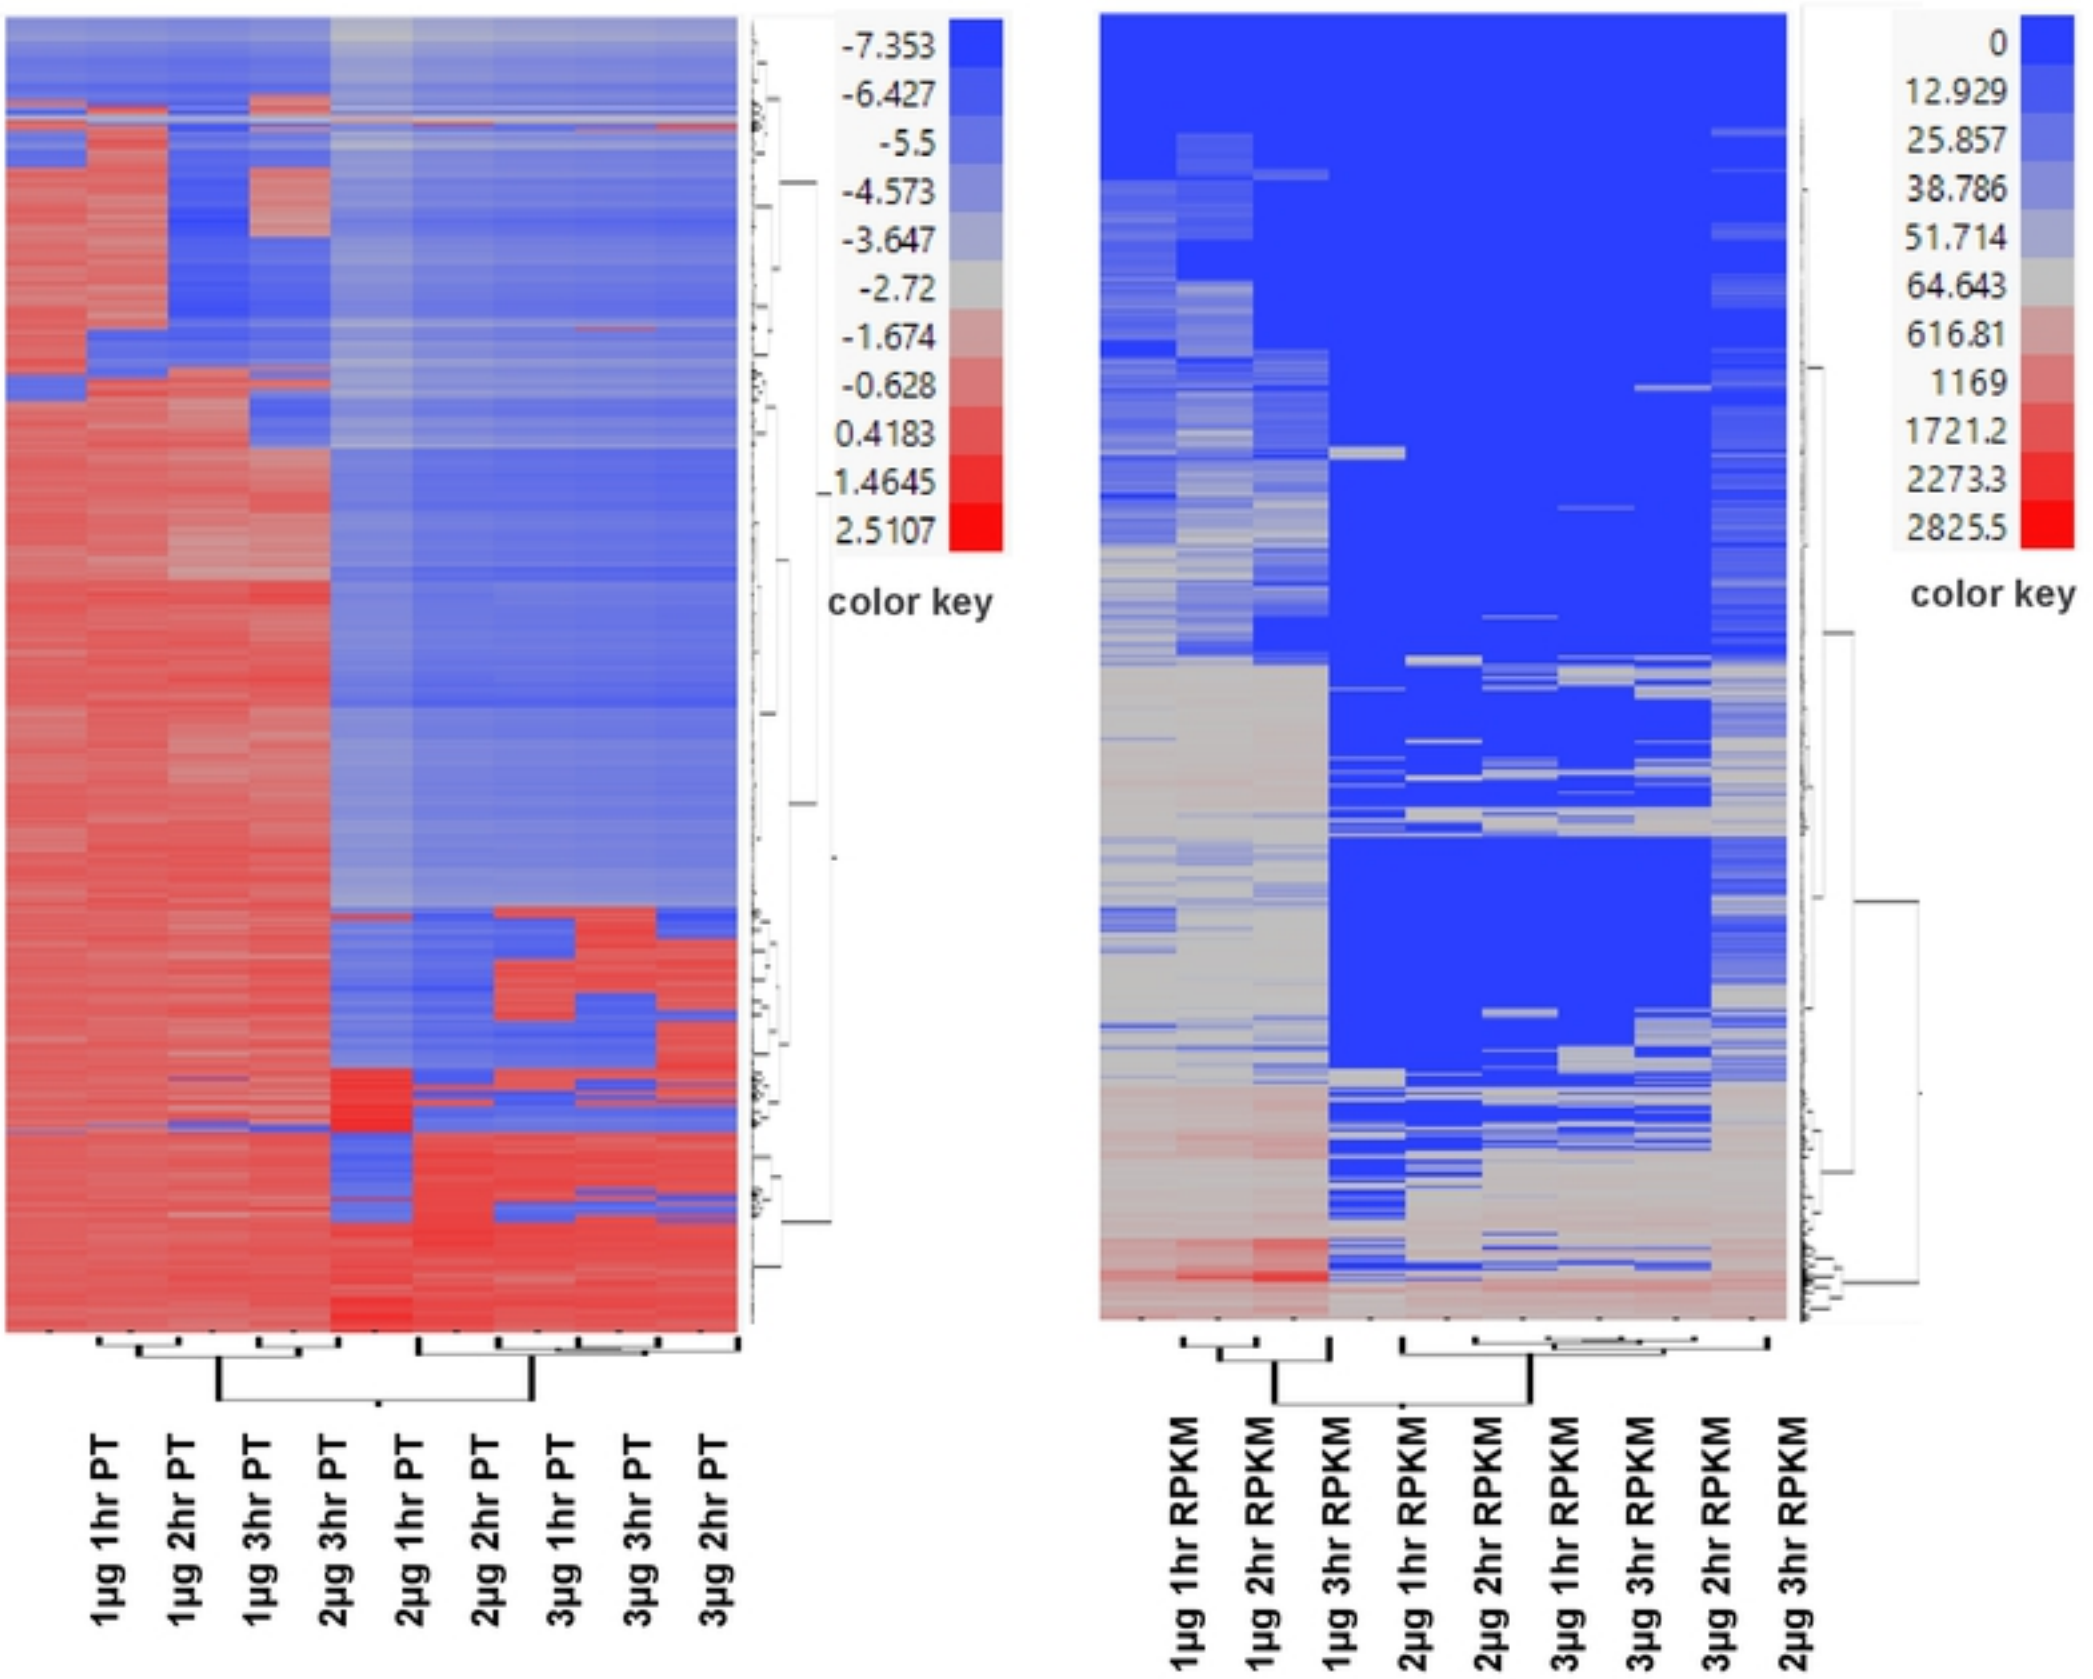 -7.353
-6.427
-5.5
-4.573
-3.647
-2.72
-1.674
-0.628
0.4183
1.4645
2.5107
color key
1µg 1hr PT
1µg 2hr PT
1µg 3hr PT
2µg 3hr PT
2µg 1hr PT
2µg 2hr PT
3µg 1hr PT
3µg 3hr PT
3µg 2hr PT
0
12.929
25.857
38.786
51.714
64.643
616.81
1169
1721.2
2273.3
2825.5
color key
1µg 1hr RPKM
1µg 2hr RPKM
1µg 3hr RPKM
2µg 1hr RPKM
2µg 2hr RPKM
3µg 1hr RPKM
3µg 3hr RPKM
3µg 2hr RPKM
2µg 3hr RPKM